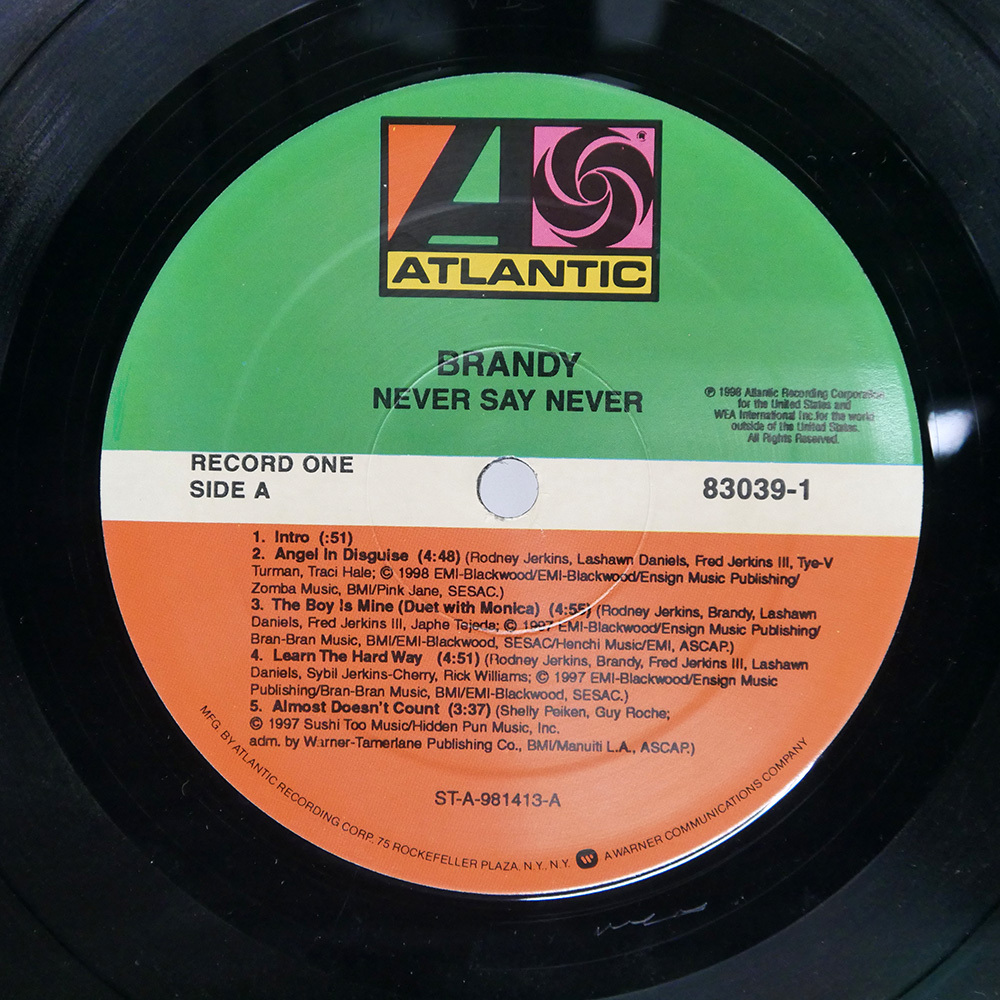 ATLANTIC
®
BRANDY
NEVER SAY NEVER
℗ 1998 Atlantic Recording Corporation
for the United States and
WEA International Inc.for the world
outside of the United States.
All Rights Reserved.
RECORD ONE
SIDE A
83039-1
1. Intro (:51)
2. Angel In Disguise (4:48) (Rodney Jerkins, Lashawn Daniels, Fred Jerkins III, Tye-V
Turman, Traci Hale; © 1998 EMI-Blackwood/EMI-Blackwood/Ensign Music Publishing/
Zomba Music, BMI/Pink Jane, SESAC.)
3. The Boy Is Mine (Duet with Monica) (4:55) (Rodney Jerkins, Brandy, Lashawn
Daniels, Fred Jerkins III, Japhe Tejeda; © 1997 EMI-Blackwood/Ensign Music Publishing/
Bran-Bran Music, BMI/EMI-Blackwood, SESAC/Henchi Music/EMI, ASCAP.)
4. Learn The Hard Way (4:51) (Rodney Jerkins, Brandy, Fred Jerkins III, Lashawn
Daniels, Sybil Jerkins-Cherry, Rick Williams; © 1997 EMI-Blackwood/Ensign Music
Publishing/Bran-Bran Music, BMI/EMI-Blackwood, SESAC.)
5. Almost Doesn't Count (3:37) (Shelly Peiken, Guy Roche;
© 1997 Sushi Too Music/Hidden Pun Music, Inc.
adm. by Warner-Tamerlane Publishing Co., BMI/Manuiti L.A., ASCAP.)
ST-A-981413-A
MFG. BY ATLANTIC RECORDING CORP. 75 ROCKEFELLER PLAZA, N.Y., N.Y. A WARNER COMMUNICATIONS COMPANY